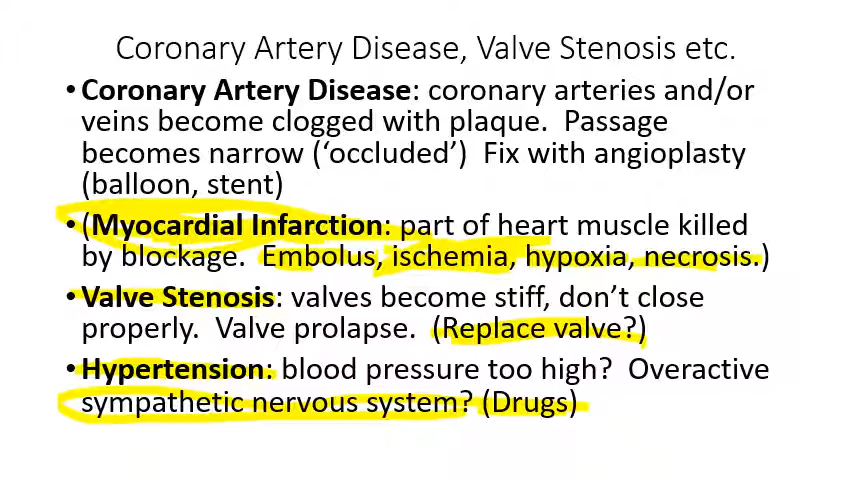 Coronary Artery Disease, Valve Stenosis etc.
•Coronary Artery Disease: coronary arteries and/or
veins become clogged with plaque.  Passage
becomes narrow (‘occluded’)  Fix with angioplasty
(balloon, stent)
•(Myocardial Infarction: part of heart muscle killed
by blockage.  Embolus, ischemia, hypoxia, necrosis.)
•Valve Stenosis: valves become stiff, don’t close
properly.  Valve prolapse.  (Replace valve?)
•Hypertension: blood pressure too high?  Overactive
sympathetic nervous system? (Drugs)